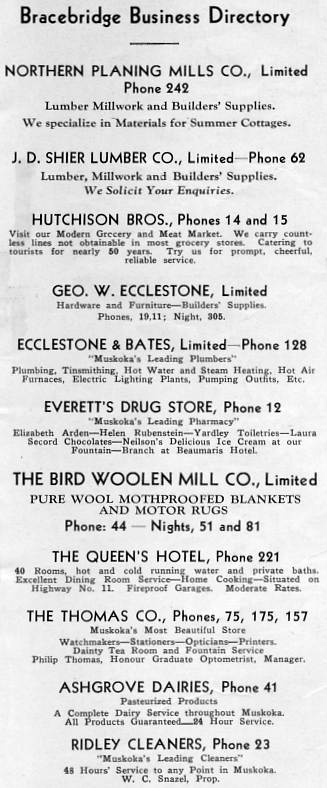 Bracebridge Business Directory
NORTHERN PLANING MILLS CO., Limited
Phone 242
Lumber Millwork and Builders' Supplies.
We specialize in Materials for Summer Cottages.
J. D. SHIER LUMBER CO., Limited—Phone 62
Lumber, Millwork and Builders' Supplies.
We Solicit Your Enquiries.
HUTCHISON BROS., Phones 14 and 15
Visit our Modern Grocery and Meat Market. We carry count-
less lines not obtainable in most grocery stores. Catering to
tourists for nearly 50 years. Try us for prompt, cheerful,
reliable service.
GEO. W. ECCLESTONE, Limited
Hardware and Furniture—Builders' Supplies.
Phones, 19,11; Night, 305.
ECCLESTONE & BATES, Limited—Phone 128
"Muskoka's Leading Plumbers"
Plumbing, Tinsmithing, Hot Water and Steam Heating, Hot Air
Furnaces, Electric Lighting Plants, Pumping Outfits, Etc.
EVERETT'S DRUG STORE, Phone 12
"Muskoka's Leading Pharmacy"
Elizabeth Arden—Helen Rubenstein—Yardley Toiletries—Laura
Secord Chocolates—Neilson's Delicious Ice Cream at our
Fountain—Branch at Beaumaris Hotel.
THE BIRD WOOLEN MILL CO., Limited
PURE WOOL MOTHPROOFED BLANKETS
AND MOTOR RUGS
Phone: 44 — Nights, 51 and 81
THE QUEEN'S HOTEL, Phone 221
40 Rooms, hot and cold running water and private baths.
Excellent Dining Room Service—Home Cooking—Situated on
Highway No. 11. Fireproof Garages. Moderate Rates.
THE THOMAS CO., Phones, 75, 175, 157
Muskoka's Most Beautiful Store
Watchmakers—Stationers—Opticians—Printers.
Dainty Tea Room and Fountain Service
Philip Thomas, Honour Graduate Optometrist, Manager.
ASHGROVE DAIRIES, Phone 41
Pasteurized Products
A Complete Dairy Service throughout Muskoka.
All Products Guaranteed—24 Hour Service.
RIDLEY CLEANERS, Phone 23
"Muskoka's Leading Cleaners"
48 Hours' Service to any Point in Muskoka.
W. C. Snazel, Prop.